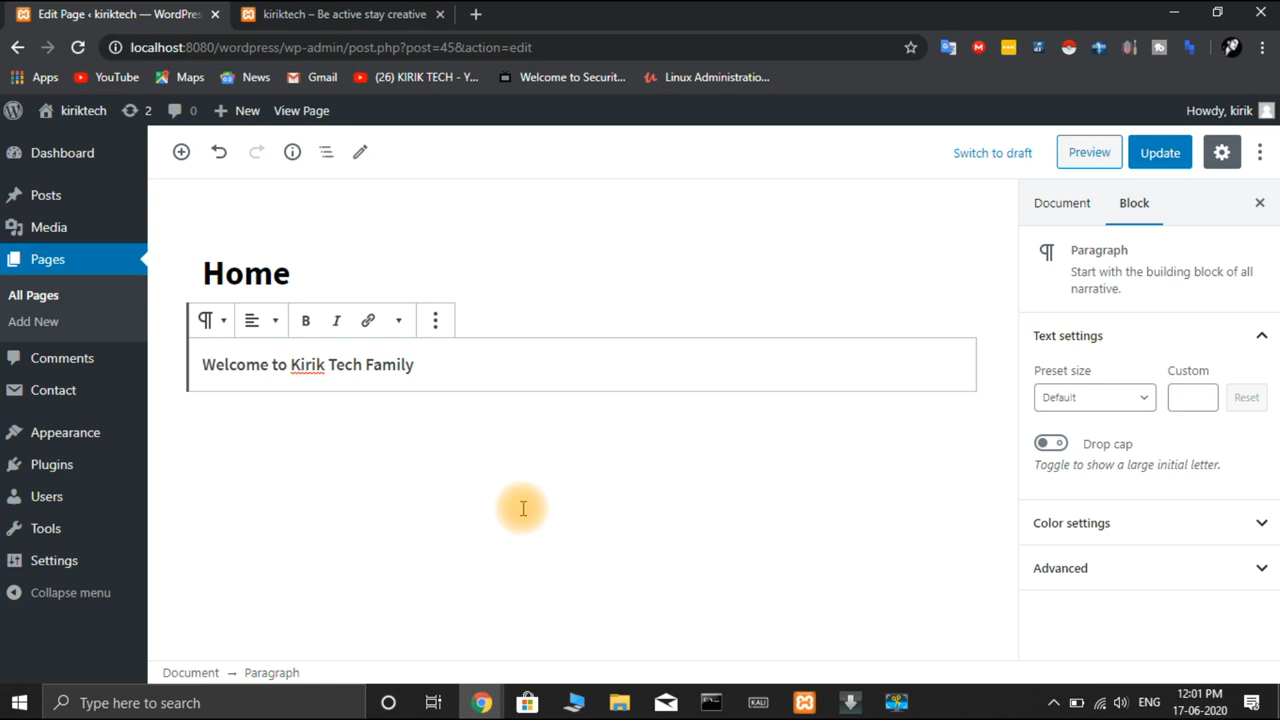 Edit Page ‹ kiriktech — WordPres
kiriktech – Be active stay creative
localhost:8080/wordpress/wp-admin/post.php?post=45&action=edit
Apps
YouTube
Maps
News
Gmail
(26) KIRIK TECH - Y...
Welcome to Securit...
Linux Administratio...
kiriktech
2
0
New
View Page
Howdy, kirik
Dashboard
Posts
Media
Pages
All Pages
Add New
Comments
Contact
Appearance
Plugins
Users
Tools
Settings
Collapse menu
Switch to draft
Preview
Update
Home
B
I
Welcome to Kirik Tech Family
Document
Block
Paragraph
Start with the building block of all
narrative.
Text settings
Preset size
Custom
Default
Reset
Drop cap
Toggle to show a large initial letter.
Color settings
Advanced
Document → Paragraph
Type here to search
KALI
ENG
12:01 PM
17-06-2020